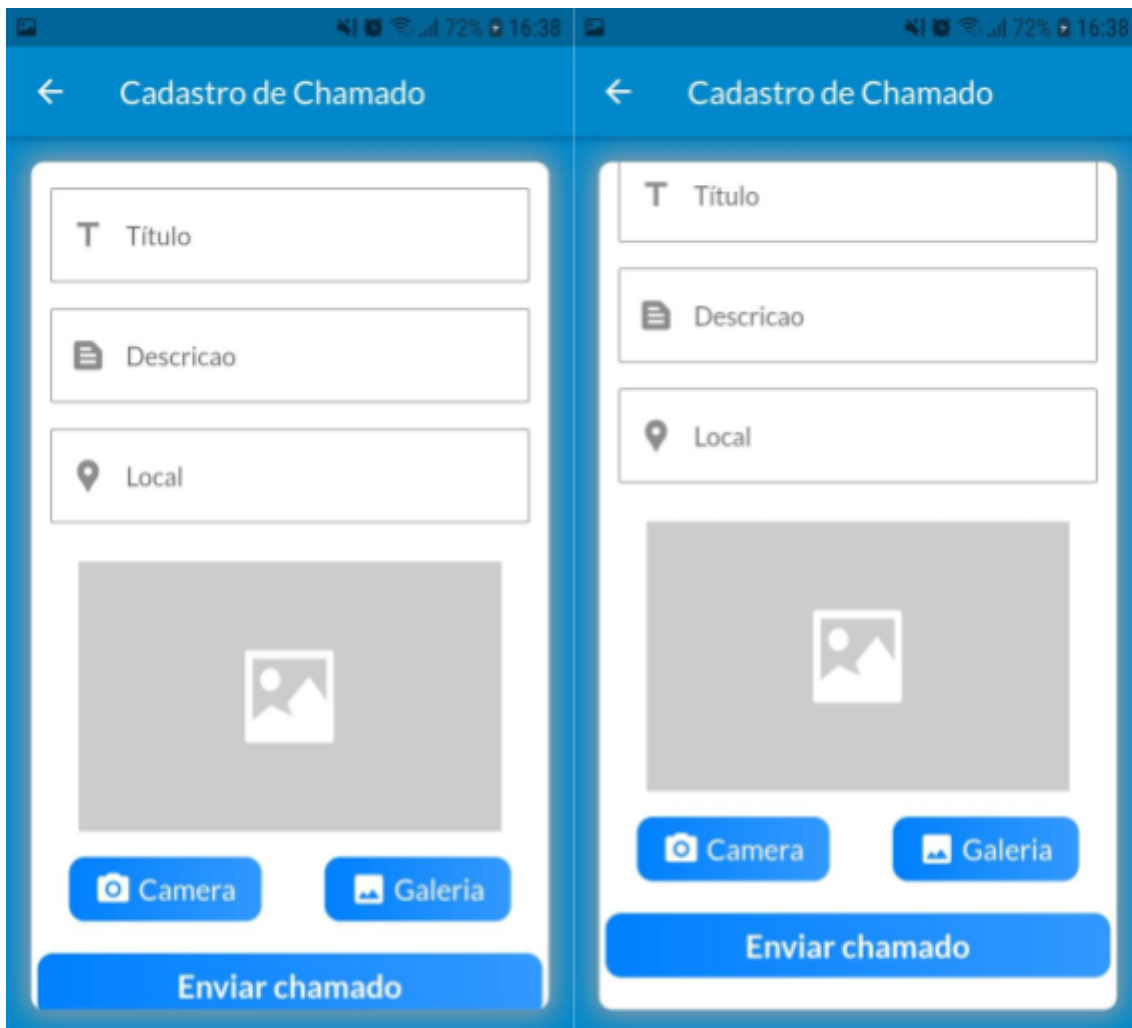 72% 16:38
Cadastro de Chamado
T Título
Descricao
Local
Camera Galeria
Enviar chamado
72% 16:38
Cadastro de Chamado
T Título
Descricao
Local
Camera Galeria
Enviar chamado